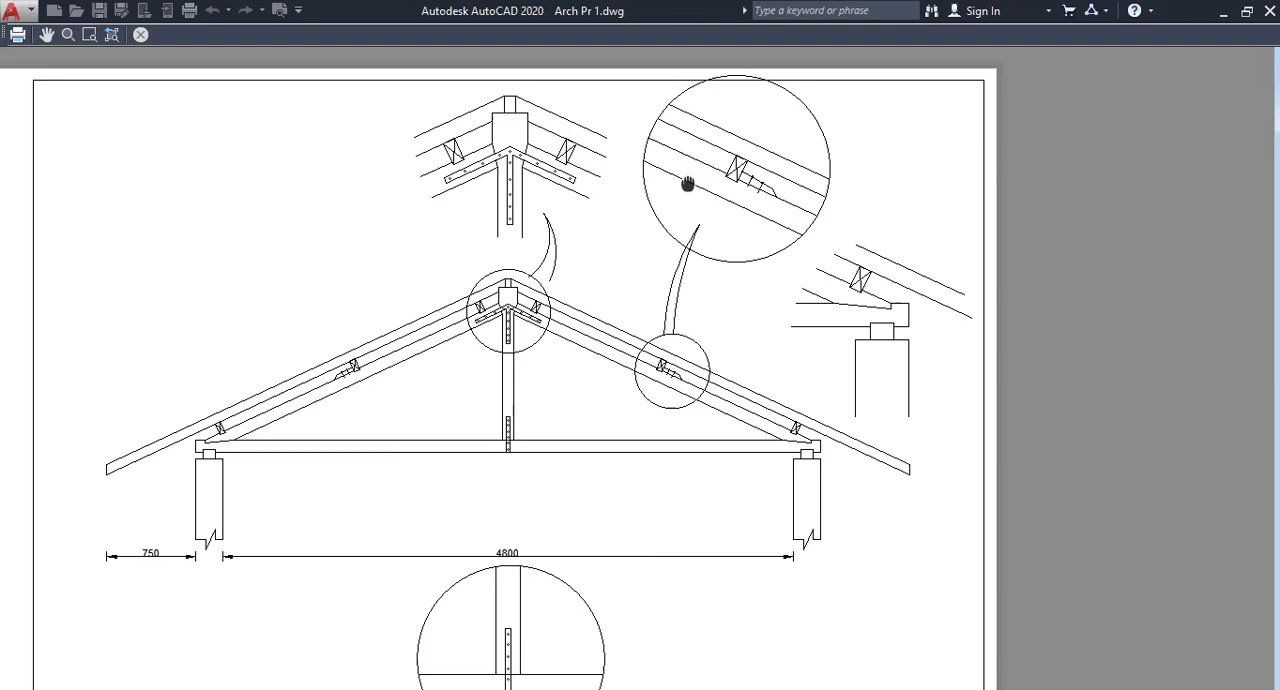 Autodesk AutoCAD 2020 Arch Pr 1.dwg
Type a keyword or phrase
Sign In
750
4800